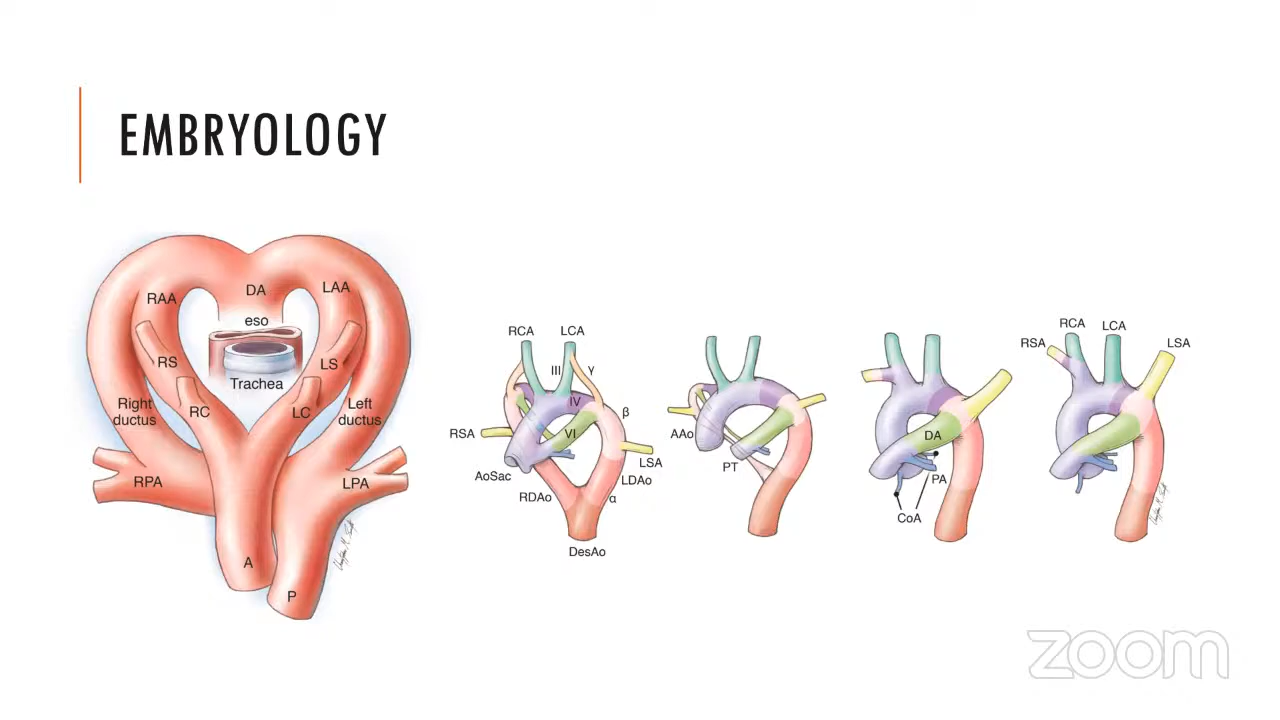 EMBRYOLOGY
RAA
DA
LAA
eso
RS
LS
Trachea
Right
ductus
RC
LC
Left
ductus
RPA
LPA
A
P
RCA
LCA
III
γ
IV
β
VI
RSA
LSA
AoSac
LDAo
RDAo
α
DesAo
AAo
PT
DA
PA
CoA
RCA
LCA
RSA
LSA
zoom